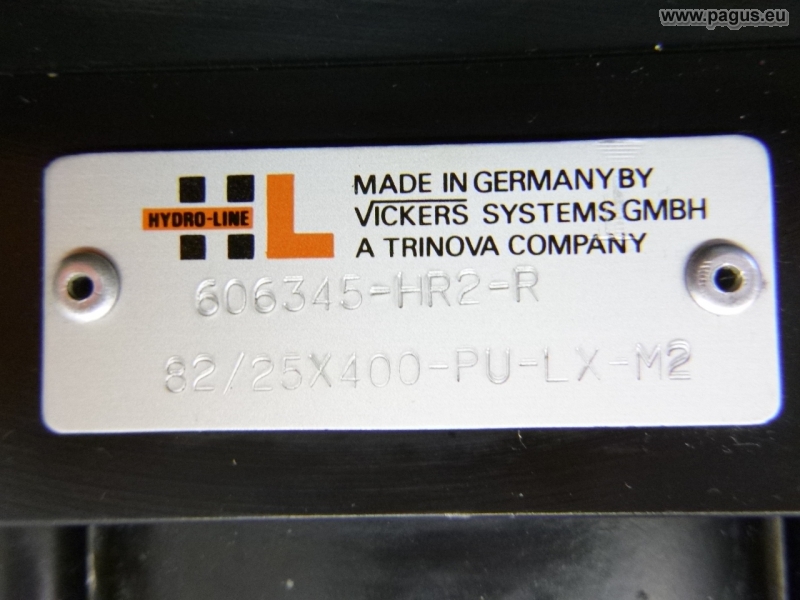 www.pagus.eu
HYDRO-LINE
HL
MADE IN GERMANY BY
VICKERS SYSTEMS GMBH
A TRINOVA COMPANY
606345-HR2-R
82/25X400-PU-LX-M2